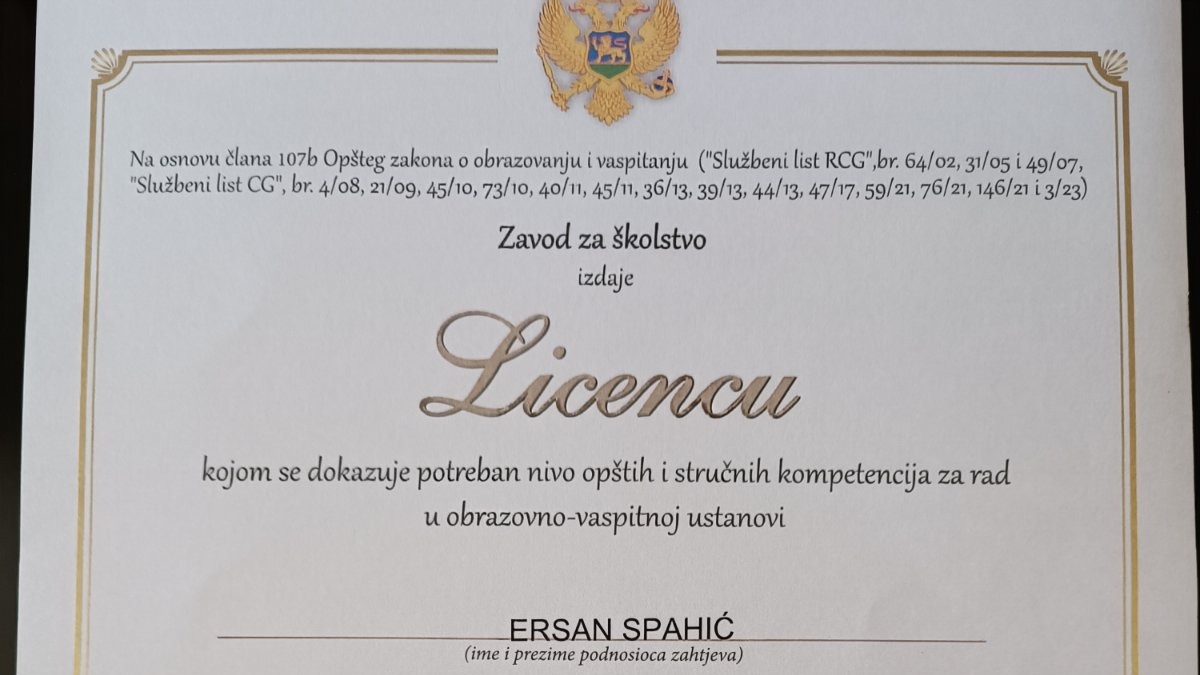 Na osnovu člana 107b Opšteg zakona o obrazovanju i vaspitanju ("Službeni list RCG",br. 64/02, 31/05 i 49/07,
"Službeni list CG", br. 4/08, 21/09, 45/10, 73/10, 40/11, 45/11, 36/13, 39/13, 44/13, 47/17, 59/21, 76/21, 146/21 i 3/23)
Zavod za školstvo
izdaje
Licencu
kojom se dokazuje potreban nivo opštih i stručnih kompetencija za rad
u obrazovno-vaspitnoj ustanovi
ERSAN SPAHIĆ
(ime i prezime podnosioca zahtjeva)